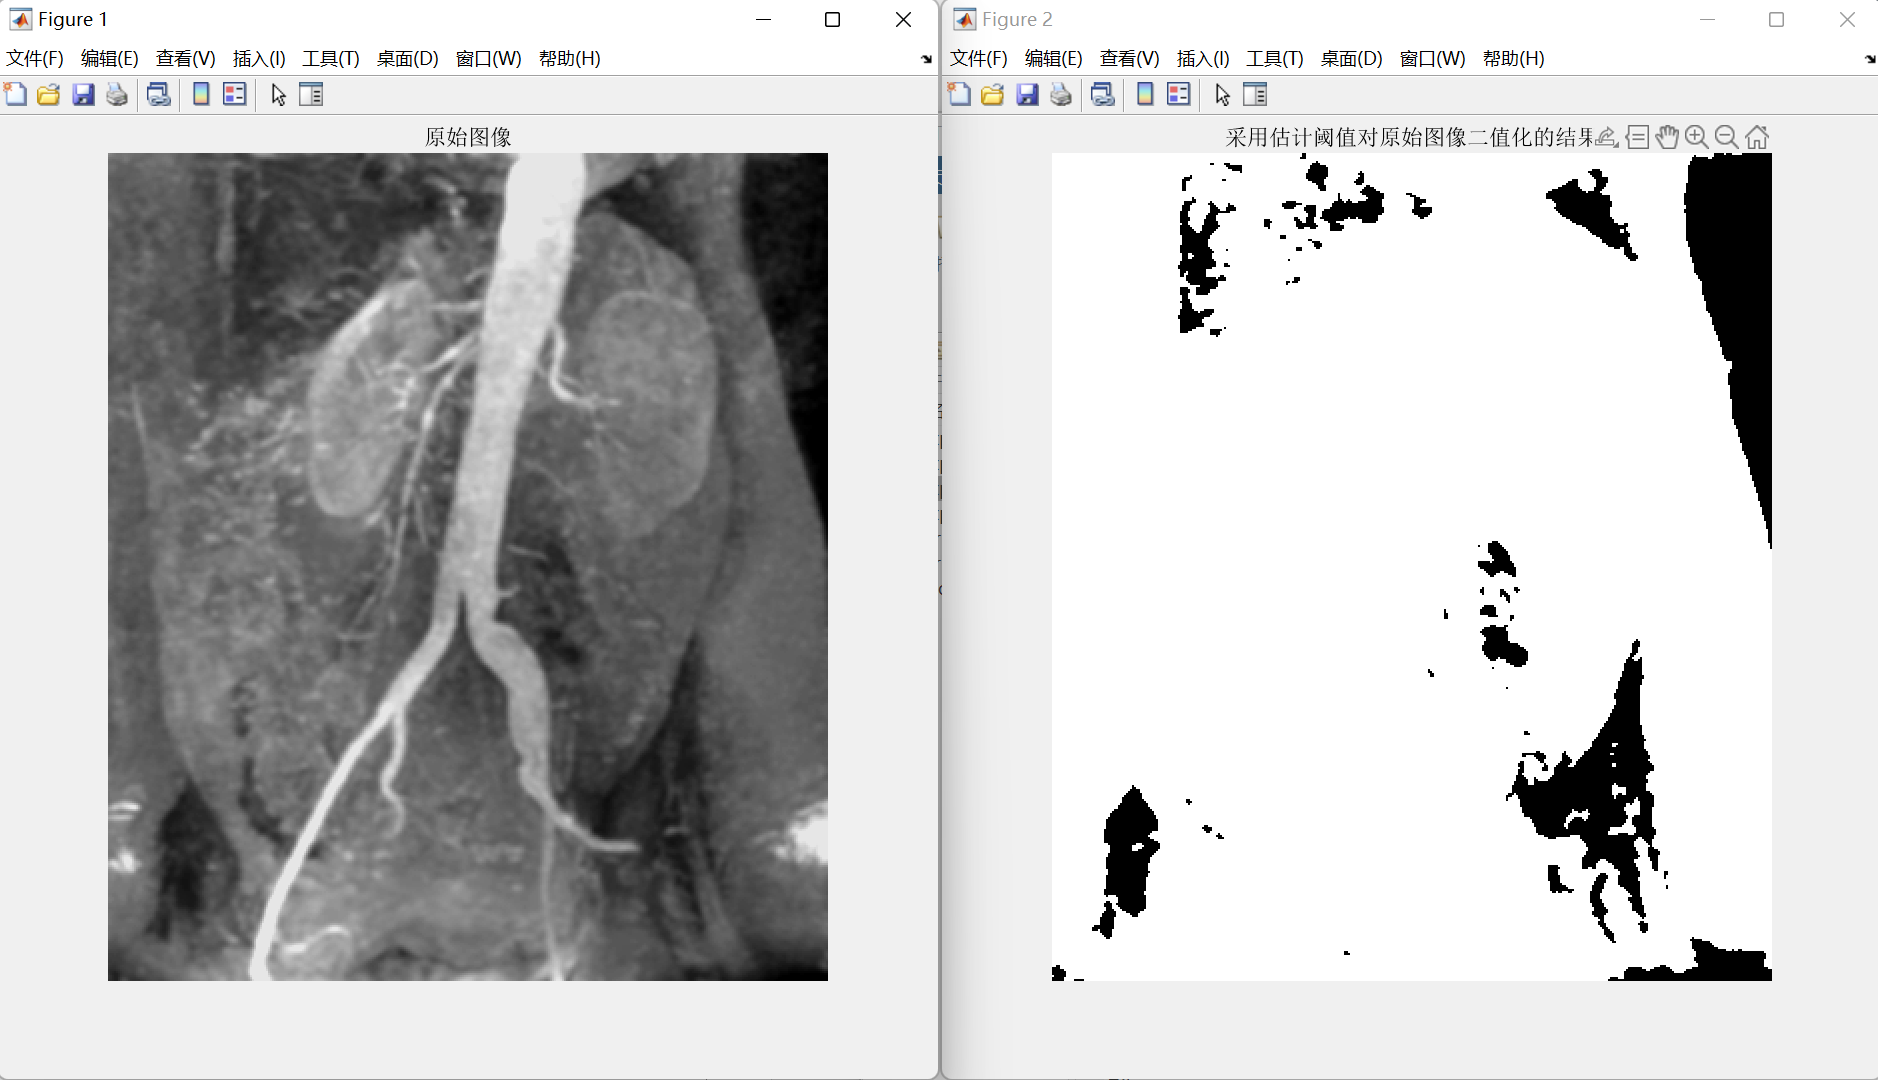 Figure 1
文件(F) 编辑(E) 查看(V) 插入(I) 工具(T) 桌面(D) 窗口(W) 帮助(H)
原始图像
Figure 2
文件(F) 编辑(E) 查看(V) 插入(I) 工具(T) 桌面(D) 窗口(W) 帮助(H)
采用估计阈值对原始图像二值化的结果